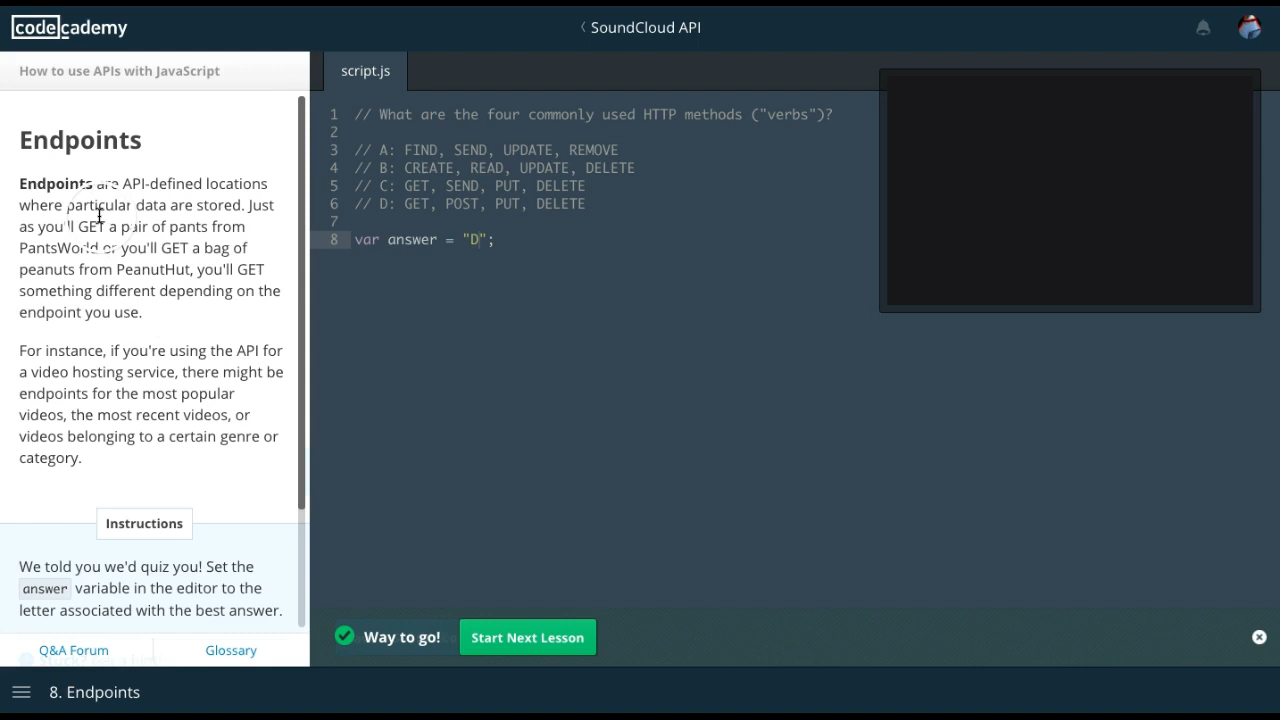 codecademy
SoundCloud API
How to use APIs with JavaScript
script.js
Endpoints
Endpoints are API-defined locations
where particular data are stored. Just
as you'll GET a pair of pants from
PantsWorld or you'll GET a bag of
peanuts from PeanutHut, you'll GET
something different depending on the
endpoint you use.
For instance, if you're using the API for
a video hosting service, there might be
endpoints for the most popular
videos, the most recent videos, or
videos belonging to a certain genre or
category.
Instructions
We told you we'd quiz you! Set the
answer variable in the editor to the
letter associated with the best answer.
Q&A Forum
Glossary
1 // What are the four commonly used HTTP methods ("verbs")?
2
3 // A: FIND, SEND, UPDATE, REMOVE
4 // B: CREATE, READ, UPDATE, DELETE
5 // C: GET, SEND, PUT, DELETE
6 // D: GET, POST, PUT, DELETE
7
8 var answer = "D";
Way to go!
Start Next Lesson
8. Endpoints